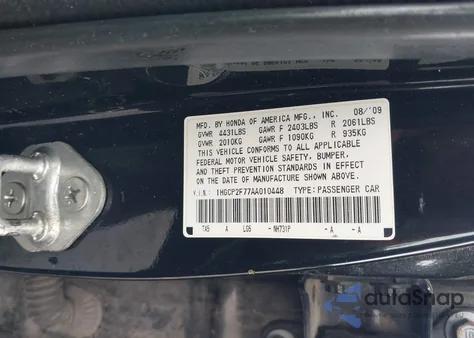 MFD. BY HONDA OF AMERICA MFG., INC. 08/'09
GVWR 4431LBS GAWR F 2403LBS R 2061LBS
GVWR 2010KG GAWR F 1090KG R 935KG
THIS VEHICLE CONFORMS TO ALL APPLICABLE
FEDERAL MOTOR VEHICLE SAFETY, BUMPER,
AND THEFT PREVENTION STANDARDS IN EFFECT ON THE
DATE OF MANUFACTURE SHOWN ABOVE.
V.I.N.: 1HGCP2F77AA010448 TYPE:PASSENGER CAR
TA5 A L05 -NH731P -A -A
autoSnap